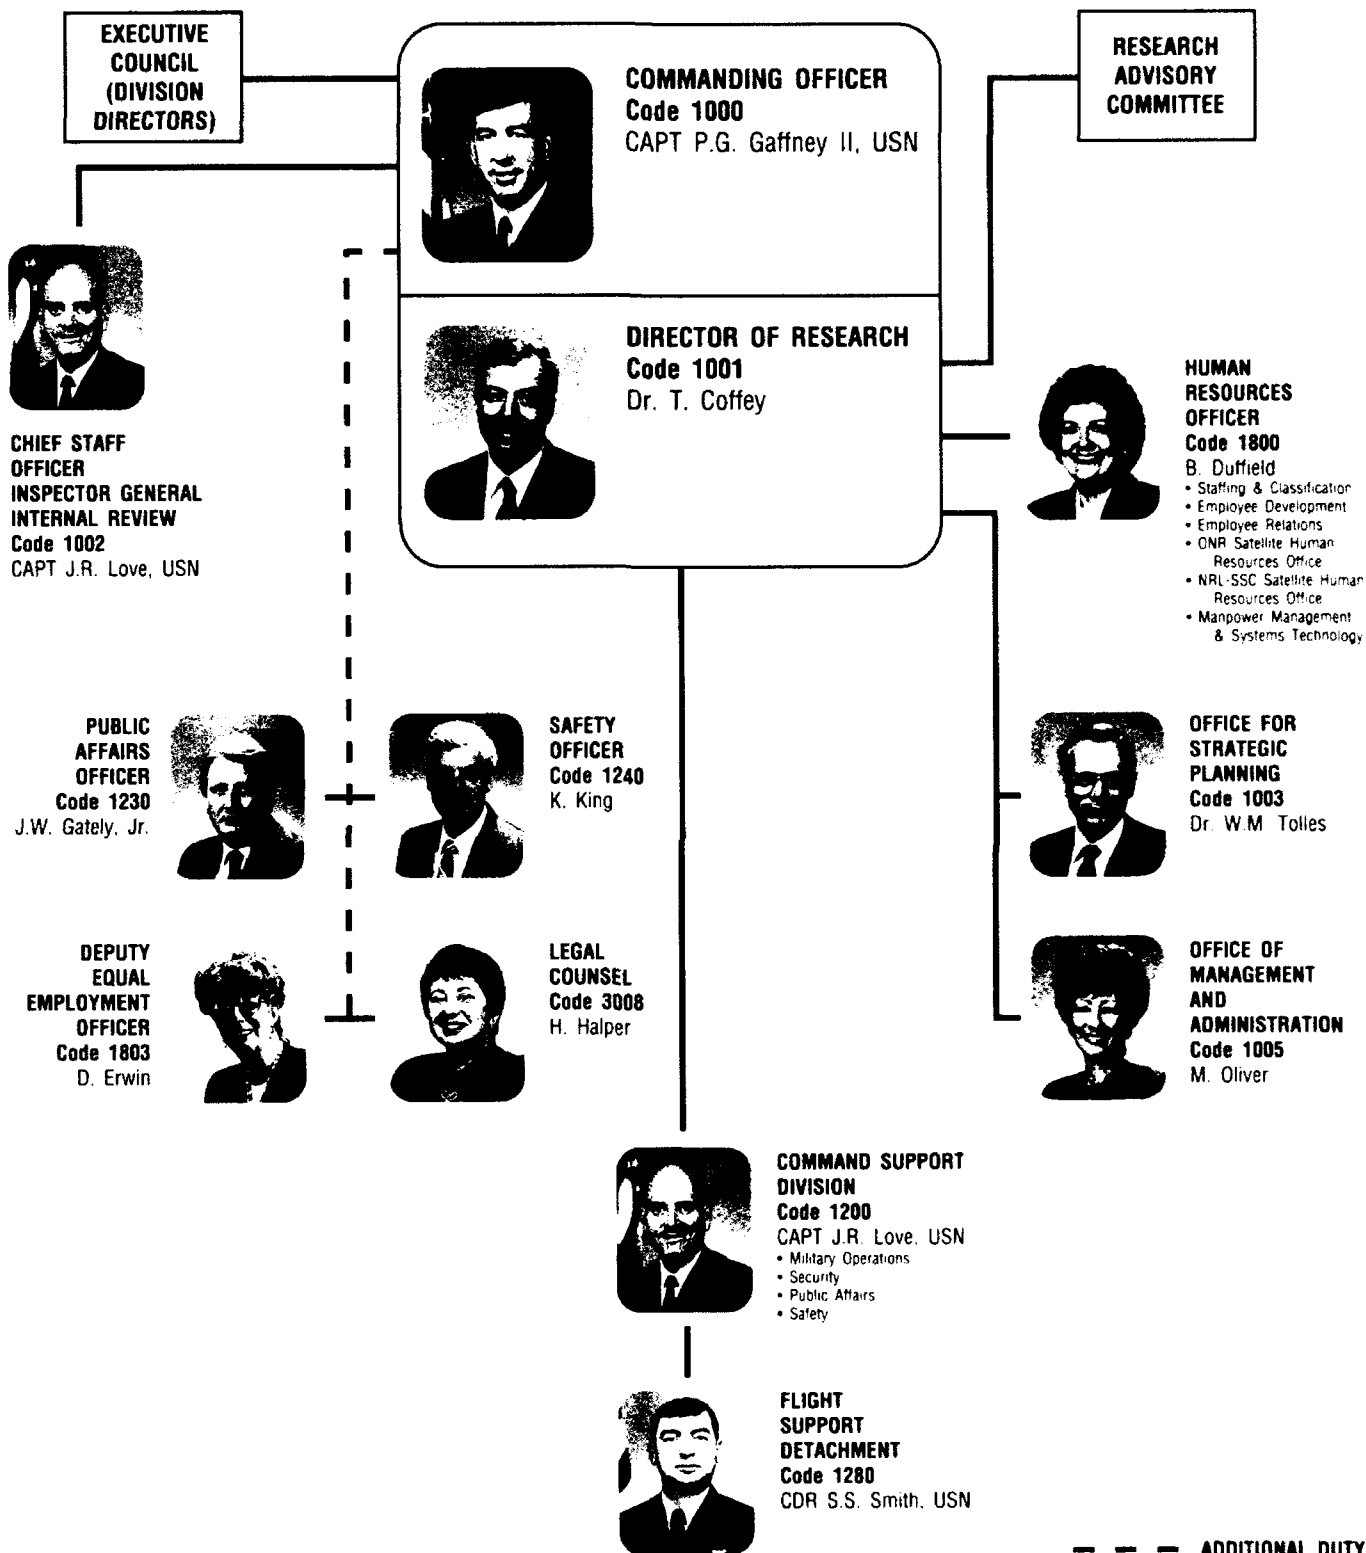 EXECUTIVE
COUNCIL
(DIVISION
DIRECTORS)
COMMANDING OFFICER
Code 1000
CAPT P.G. Gaffney II, USN
RESEARCH
ADVISORY
COMMITTEE
DIRECTOR OF RESEARCH
Code 1001
Dr. T. Coffey
CHIEF STAFF
OFFICER
INSPECTOR GENERAL
INTERNAL REVIEW
Code 1002
CAPT J.R. Love, USN
HUMAN
RESOURCES
OFFICER
Code 1800
B. Duffield
• Staffing & Classification
• Employee Development
• Employee Relations
• ONR Satellite Human
Resources Office
• NRL-SSC Satellite Human
Resources Office
• Manpower Management
& Systems Technology
PUBLIC
AFFAIRS
OFFICER
Code 1230
J.W. Gately, Jr.
SAFETY
OFFICER
Code 1240
K. King
OFFICE FOR
STRATEGIC
PLANNING
Code 1003
Dr. W.M Tolles
DEPUTY
EQUAL
EMPLOYMENT
OFFICER
Code 1803
D. Erwin
LEGAL
COUNSEL
Code 3008
H. Halper
OFFICE OF
MANAGEMENT
AND
ADMINISTRATION
Code 1005
M. Oliver
COMMAND SUPPORT
DIVISION
Code 1200
CAPT J.R. Love, USN
• Military Operations
• Security
• Public Affairs
• Safety
FLIGHT
SUPPORT
DETACHMENT
Code 1280
CDR S.S. Smith, USN
ADDITIONAL DUTY